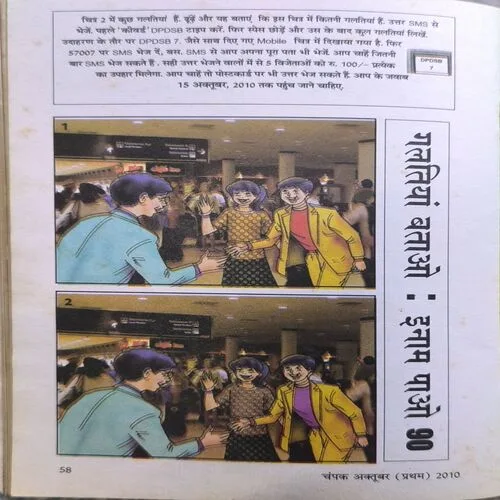 चित्र 2 में कुछ गलतियां हैं. ढूंढ़ें और यह बताएं कि इस चित्र में कितनी गलतियां हैं. उत्तर SMS से
भेजें. पहले 'कीवर्ड' DPDSB टाइप करें. फिर स्पेस छोड़ें और उस के बाद कुल गलतियां लिखें.
उदाहरण के तौर पर DPDSB 7. जैसे साथ दिए गए Mobile चित्र में दिखाया गया है. फिर
57007 पर SMS भेज दें, बस. SMS से आप अपना पूरा पता भी भेजें. आप चाहें जितनी
बार SMS भेज सकते हैं. सही उत्तर भेजने वालों में से 5 विजेताओं को रु. 100/– प्रत्येक
का उपहार मिलेगा. आप चाहें तो पोस्टकार्ड पर भी उत्तर भेज सकते हैं. आप के जवाब
15 अक्तूबर, 2010 तक पहुंच जाने चाहिए.
DPDSB
7
गलतियां बताओ : इनाम पाओ 90
1
2
58
चंपक अक्तूबर (प्रथम) 2010